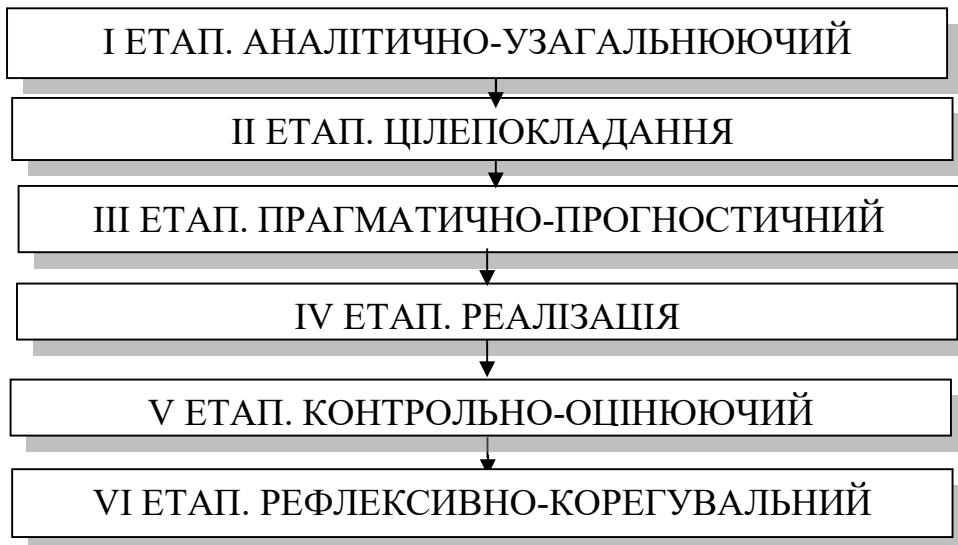 І ЕТАП. АНАЛІТИЧНО-УЗАГАЛЬНЮЮЧИЙ
ІІ ЕТАП. ЦІЛЕПОКЛАДАННЯ
ІІІ ЕТАП. ПРАГМАТИЧНО-ПРОГНОСТИЧНИЙ
IV ЕТАП. РЕАЛІЗАЦІЯ
V ЕТАП. КОНТРОЛЬНО-ОЦІНЮЮЧИЙ
VI ЕТАП. РЕФЛЕКСИВНО-КОРЕГУВАЛЬНИЙ